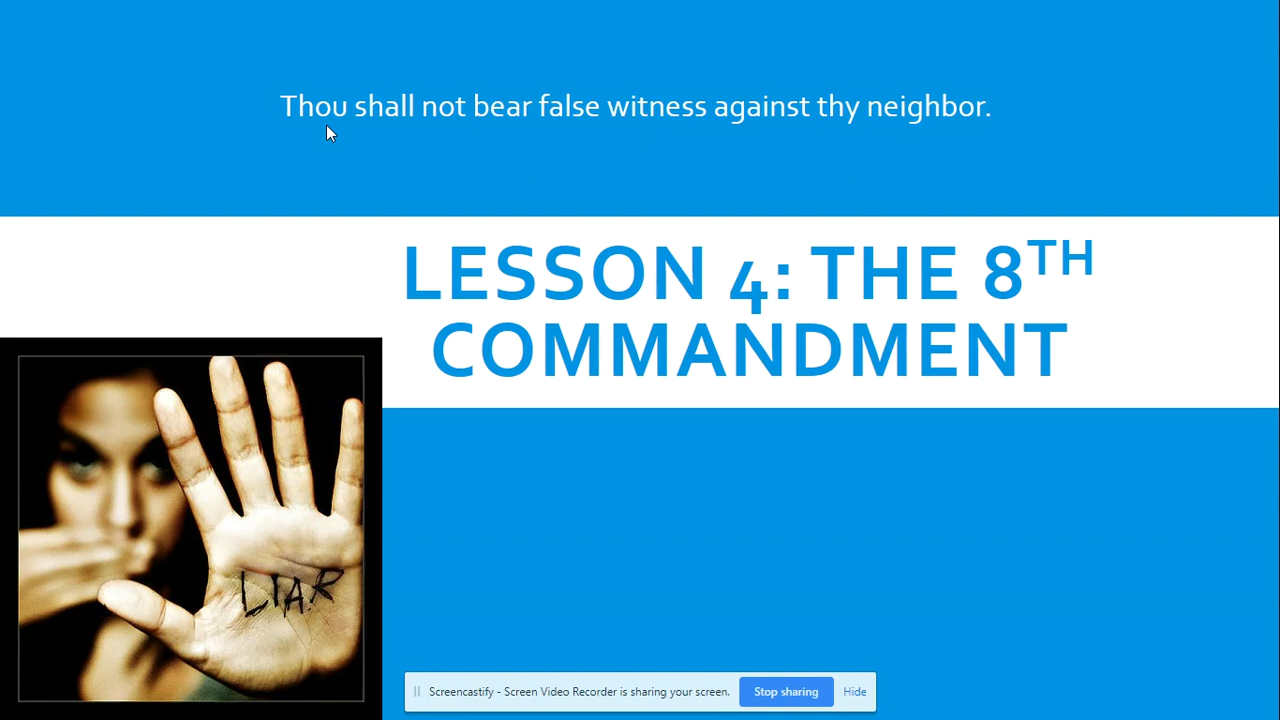 Thou shall not bear false witness against thy neighbor.
LESSON 4: THE 8TH
COMMANDMENT
LIAR
Screencastify - Screen Video Recorder is sharing your screen. Stop sharing Hide